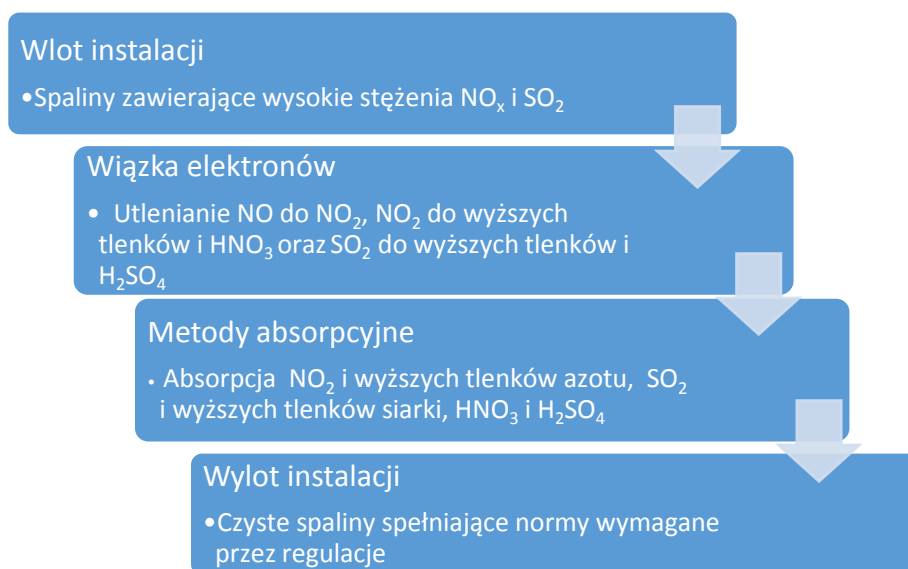 Wlot instalacji
•Spaliny zawierające wysokie stężenia NOₓ i SO₂
Wiązka elektronów
• Utlenianie NO do NO₂, NO₂ do wyższych
tlenków i HNO₃ oraz SO₂ do wyższych tlenków i
H₂SO₄
Metody absorpcyjne
• Absorpcja NO₂ i wyższych tlenków azotu, SO₂
i wyższych tlenków siarki, HNO₃ i H₂SO₄
Wylot instalacji
•Czyste spaliny spełniające normy wymagane
przez regulacje